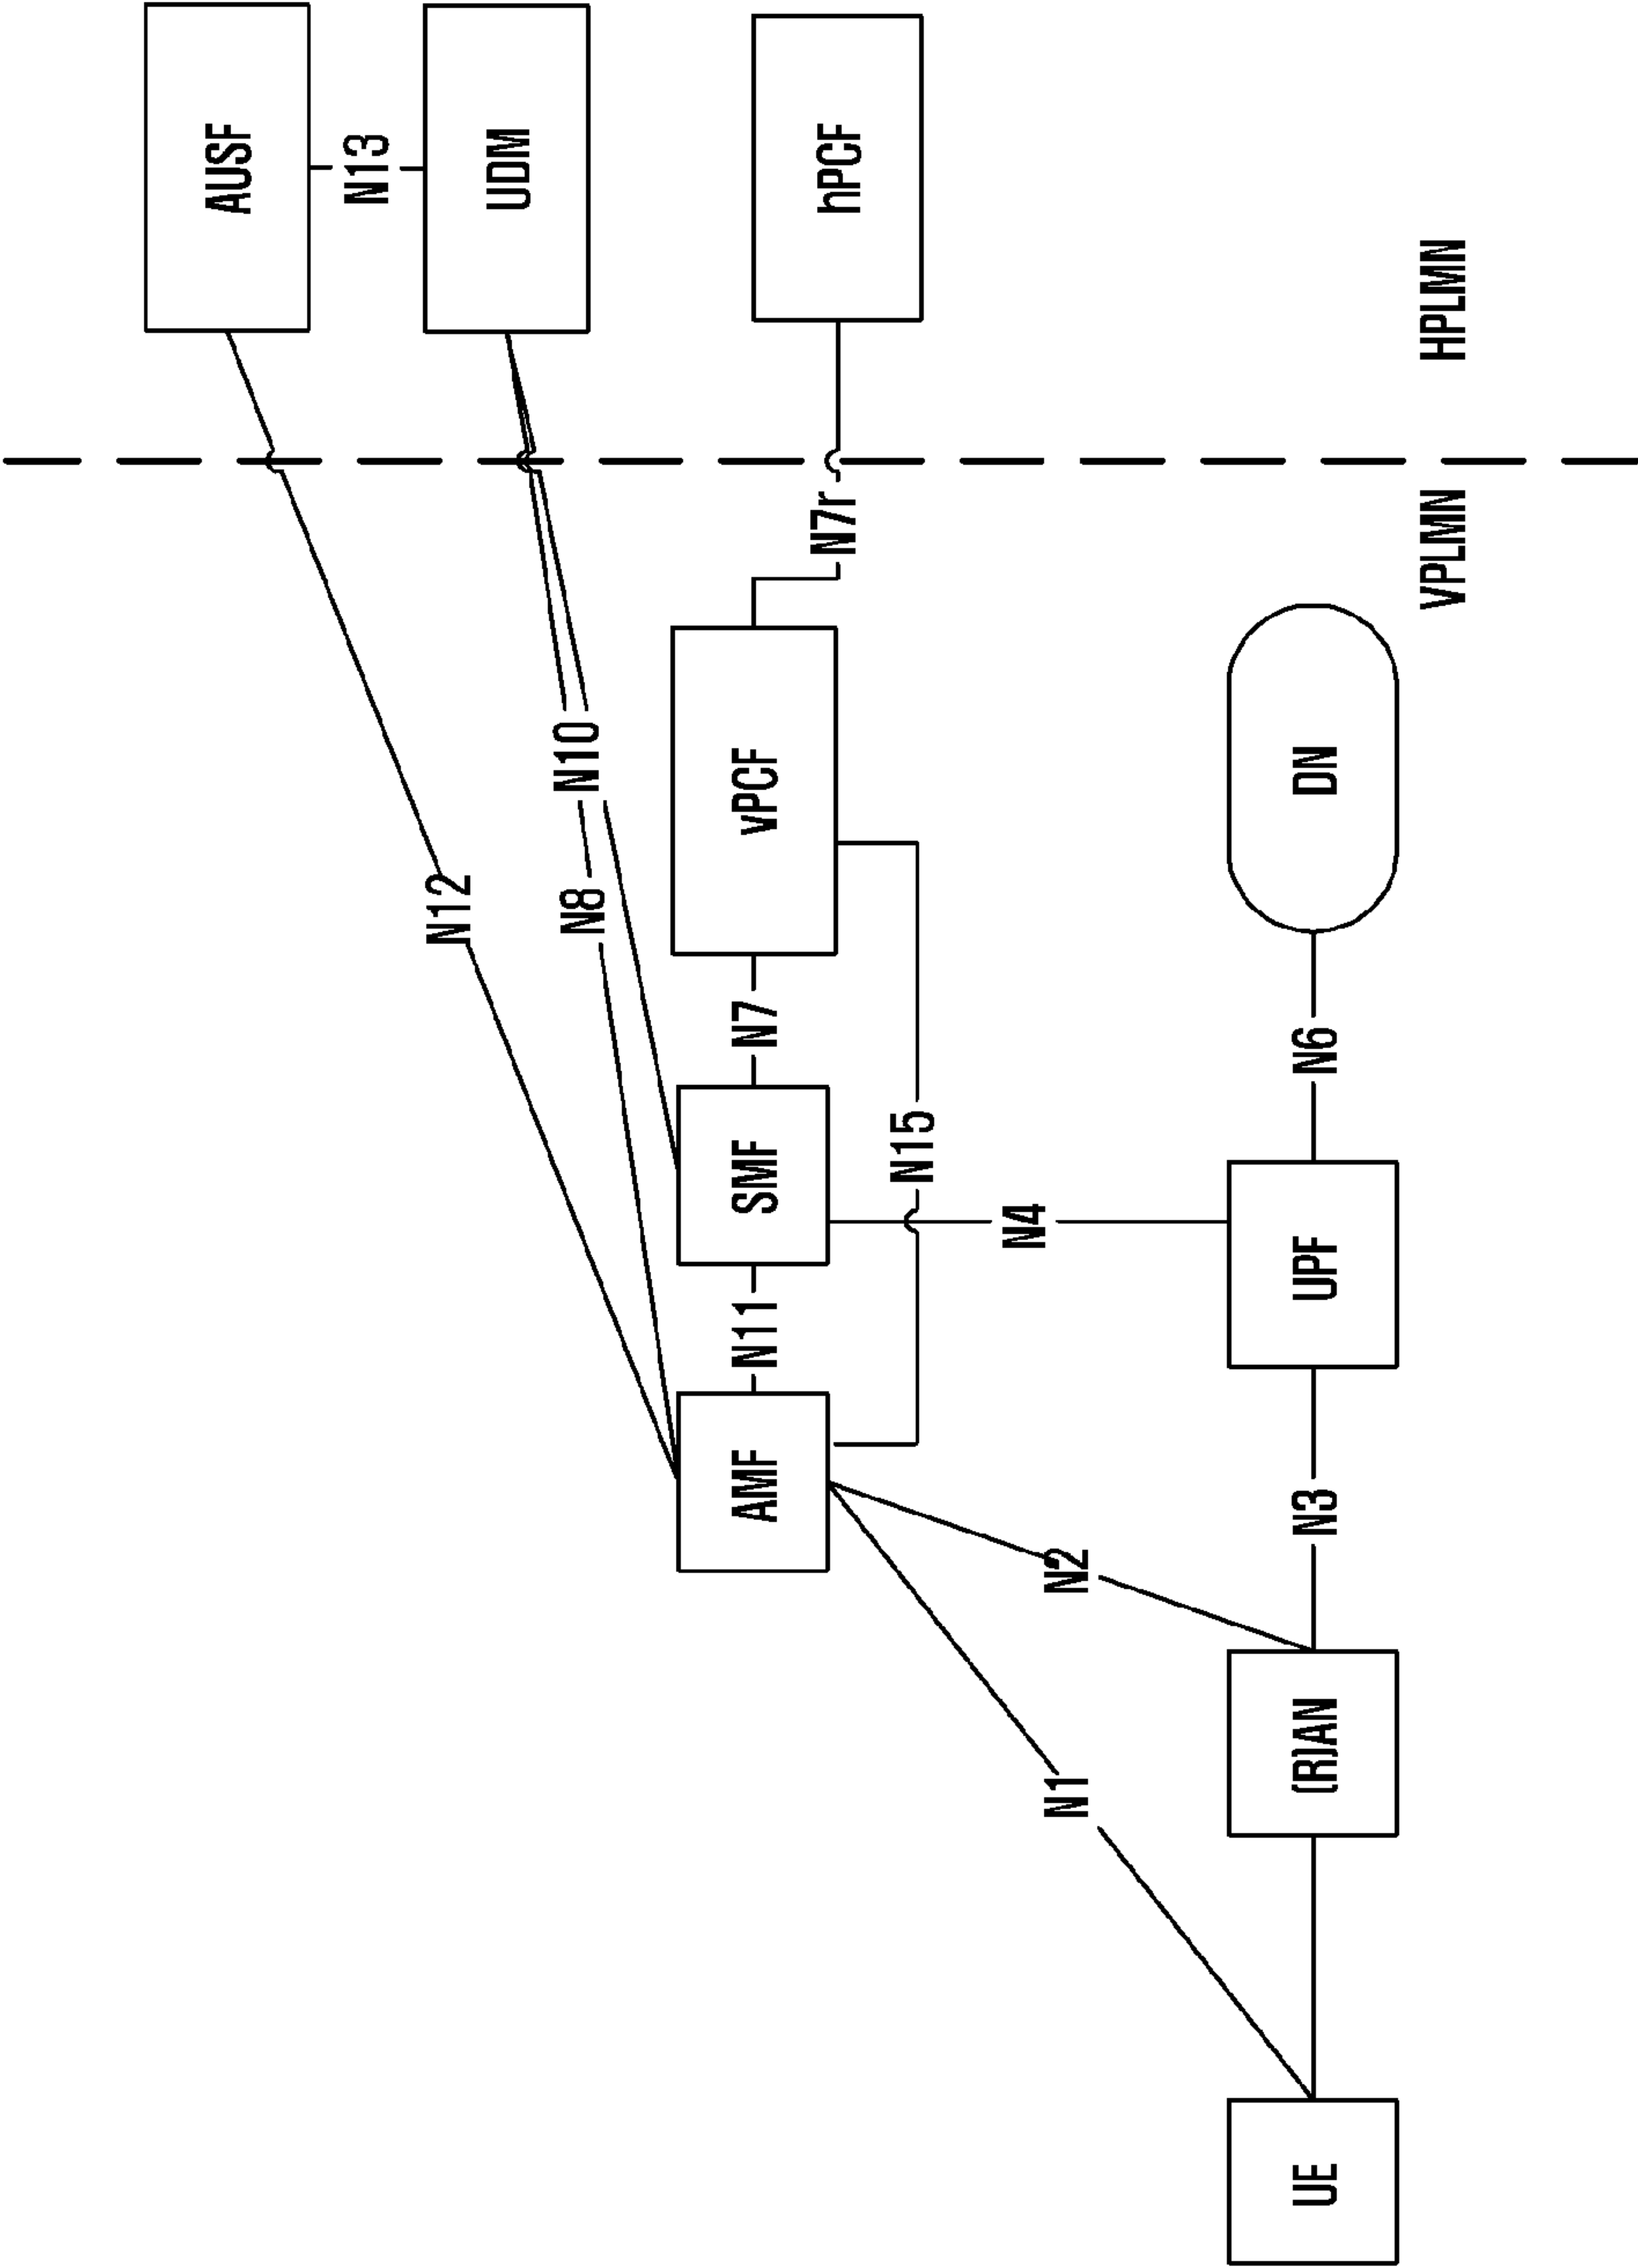 AUSF
N13
UDM
hPCF
N12
N8
N10
N7r
AMF
N11
SMF
N7
vPCF
N15
N1
N2
N4
UE
(R)AN
N3
UPF
N6
DN
VPLMN
HPLMN